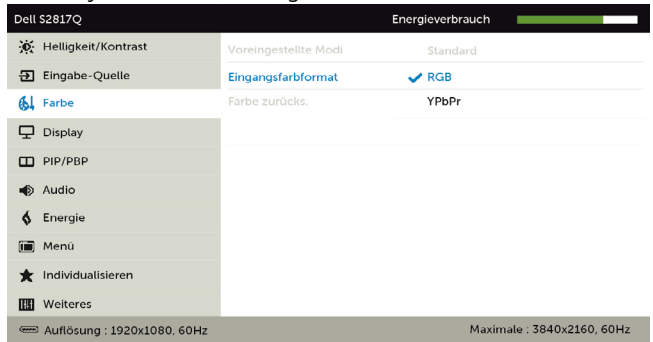 Dell S2817Q Energieverbrauch
Helligkeit/Kontrast Voreingestellte Modi Standard
Eingabe-Quelle Eingangsfarbformat RGB
Farbe Farbe zurücks. YPbPr
Display
PIP/PBP
Audio
Energie
Menü
Individualisieren
Weiteres
Auflösung : 1920x1080, 60Hz Maximale : 3840x2160, 60Hz